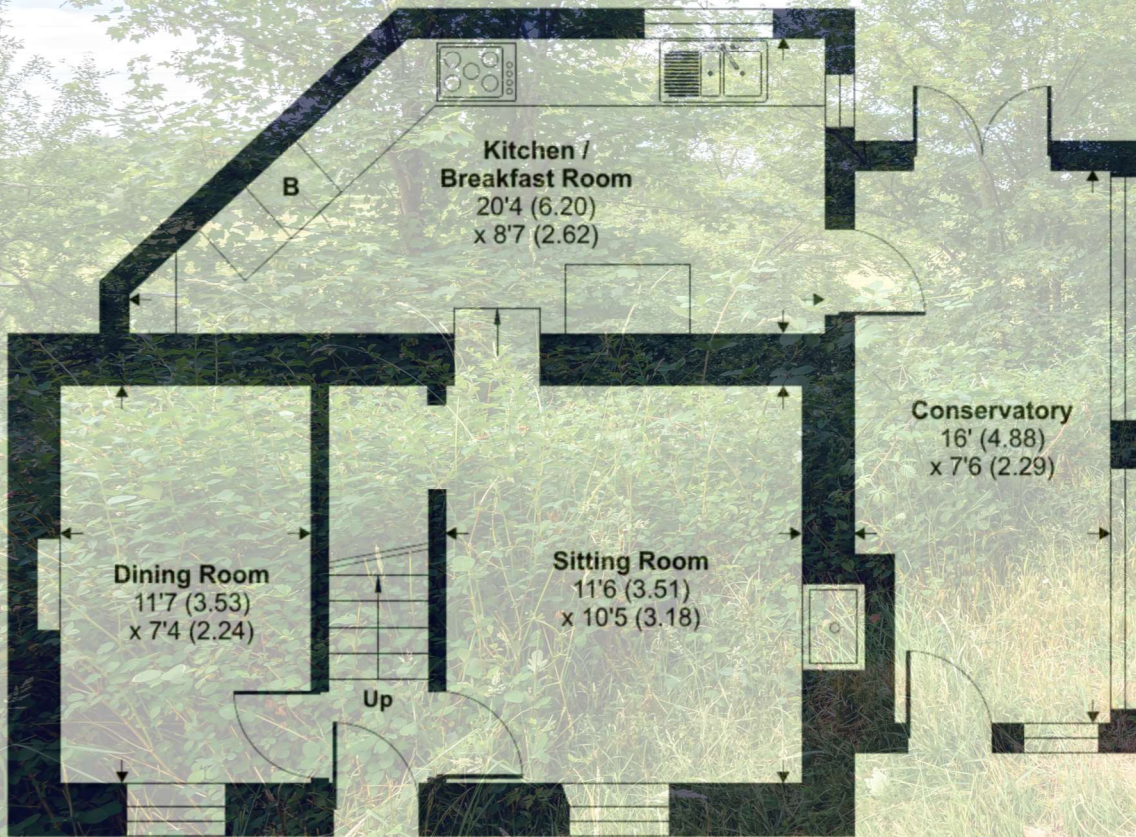 Kitchen /
Breakfast Room
20'4 (6.20)
x 8'7 (2.62)
B
Conservatory
16' (4.88)
x 7'6 (2.29)
Dining Room
11'7 (3.53)
x 7'4 (2.24)
Sitting Room
11'6 (3.51)
x 10'5 (3.18)
Up